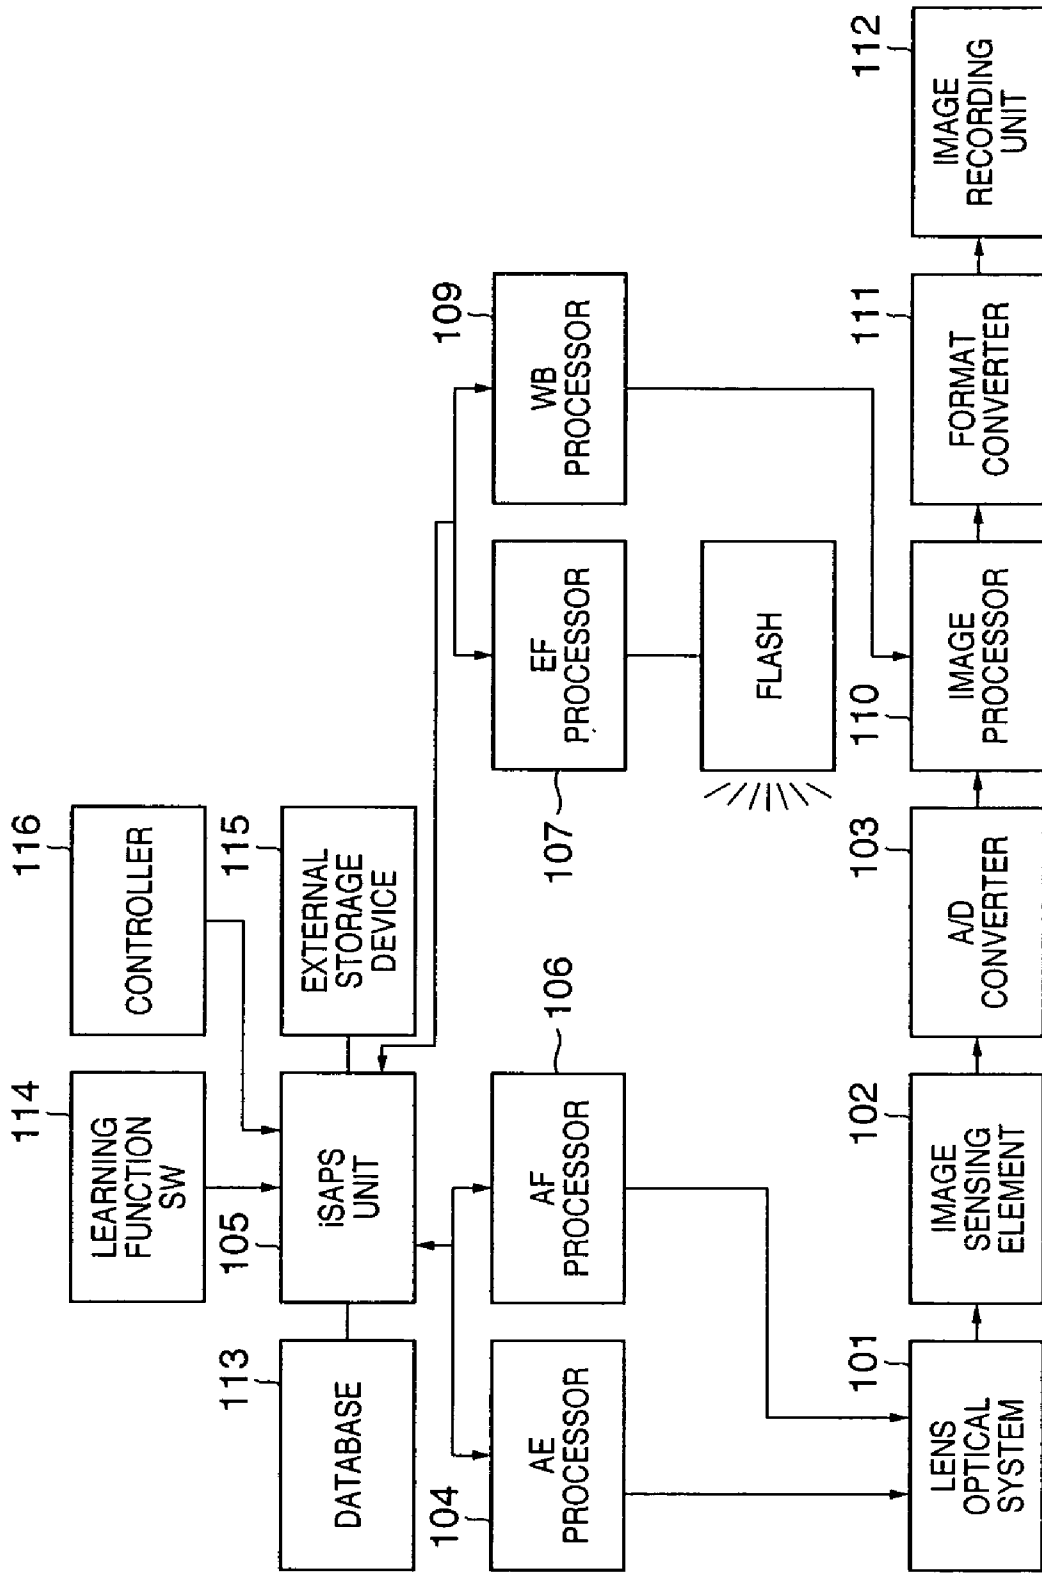 114
LEARNING
FUNCTION
SW
116
CONTROLLER
113
DATABASE
105
iSAPS
UNIT
115
EXTERNAL
STORAGE
DEVICE
104
AE
PROCESSOR
106
AF
PROCESSOR
107
EF
PROCESSOR
109
WB
PROCESSOR
FLASH
101
LENS
OPTICAL
SYSTEM
102
IMAGE
SENSING
ELEMENT
103
A/D
CONVERTER
110
IMAGE
PROCESSOR
111
FORMAT
CONVERTER
112
IMAGE
RECORDING
UNIT